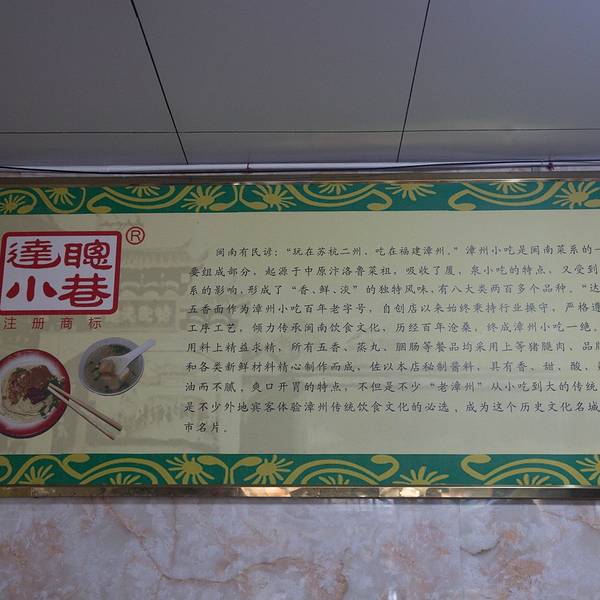 達聰
小巷
®
注册商标
闽南有民谚：“玩在苏杭二州、吃在福建漳州。”漳州小吃是闽南菜系的一
要组成部分，起源于中原汴洛鲁菜祖，吸收了厦、泉小吃的特点、又受到
系的影响，形成了“香、鲜、淡”的独特风味，有八大类两百多个品种。“达
五香面作为漳州小吃百年老字号，自创店以来始终秉持行业操守，严格遵
工序工艺，倾力传承闽南饮食文化，历经百年沧桑，终成漳州小吃一绝。
用料上精益求精，所有五香、蒸丸、胭肠等餐品均采用上等猪腿肉、品牌
和各类新鲜材料精心制作而成，佐以本店秘制酱料，具有香、甜、酸、
油而不腻，爽口开胃的特点，不但是不少“老漳州”从小吃到大的传统
是不少外地宾客体验漳州传统饮食文化的必选，成为这个历史文化名城
市名片。